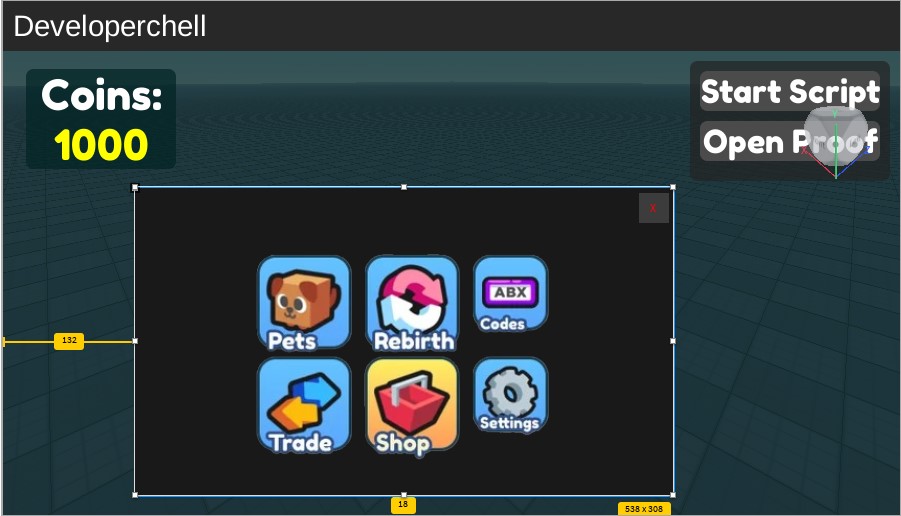 Developerchell
Coins:
1000
Start Script
Open Proof
X
Pets
Rebirth
ABX
Codes
Trade
Shop
Settings
132
18
538 x 308